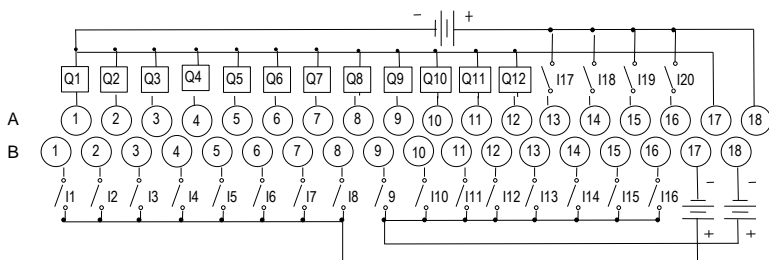 - +
Q1 Q2 Q3 Q4 Q5 Q6 Q7 Q8 Q9 Q10 Q11 Q12 I17 I18 I19 I20
A 1 2 3 4 5 6 7 8 9 10 11 12 13 14 15 16 17 18
B 1 2 3 4 5 6 7 8 9 10 11 12 13 14 15 16 17 18
I1 I2 I3 I4 I5 I6 I7 I8 9 I10 I11 I12 I13 I14 I15 I16 - -
+ +